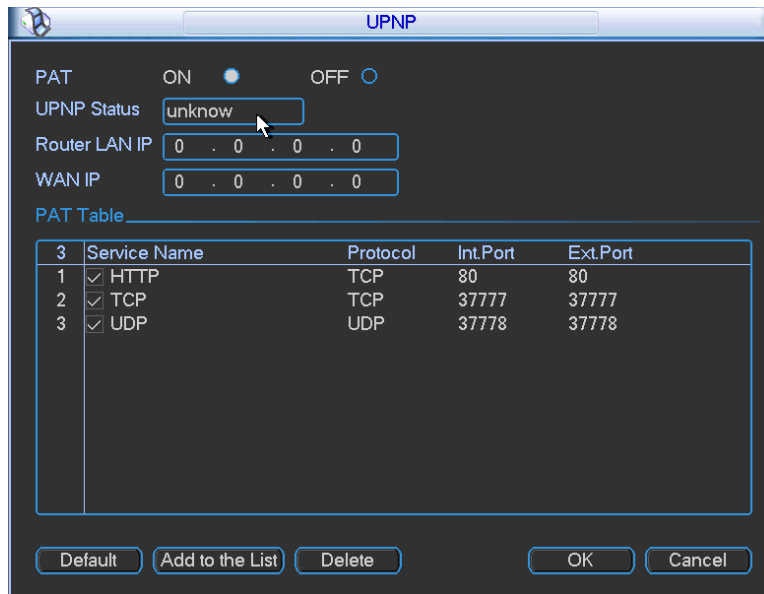 UPNP
PAT ON OFF
UPNP Status unknow
Router LAN IP 0 . 0 . 0 . 0
WAN IP 0 . 0 . 0 . 0
PAT Table
3 Service Name Protocol Int.Port Ext.Port
1 HTTP TCP 80 80
2 TCP TCP 37777 37777
3 UDP UDP 37778 37778
Default Add to the List Delete OK Cancel